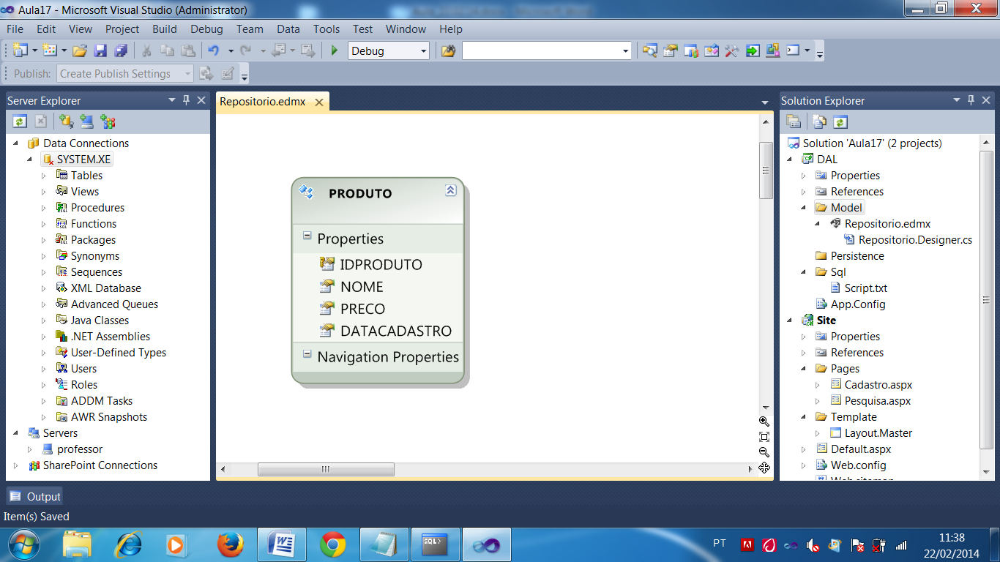 Aula17 - Microsoft Visual Studio (Administrator)
File Edit View Project Build Debug Team Data Tools Test Window Help
Debug
Publish: Create Publish Settings
Server Explorer
Data Connections
SYSTEM.XE
Tables
Views
Procedures
Functions
Packages
Synonyms
Sequences
XML Database
Advanced Queues
Java Classes
.NET Assemblies
User-Defined Types
Users
Roles
ADDM Tasks
AWR Snapshots
Servers
professor
SharePoint Connections
Repositorio.edmx
PRODUTO
Properties
IDPRODUTO
NOME
PRECO
DATACADASTRO
Navigation Properties
Solution Explorer
Solution 'Aula17' (2 projects)
DAL
Properties
References
Model
Repositorio.edmx
Repositorio.Designer.cs
Persistence
Sql
Script.txt
App.Config
Site
Properties
References
Pages
Cadastro.aspx
Pesquisa.aspx
Template
Layout.Master
Default.aspx
Web.config
Output
Item(s) Saved
SQL>
PT
11:38
22/02/2014